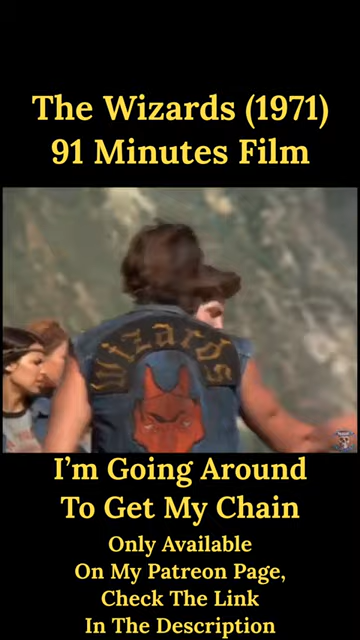 The Wizards (1971)
91 Minutes Film
Wizards
I’m Going Around
To Get My Chain
Only Available
On My Patreon Page,
Check The Link
In The Description